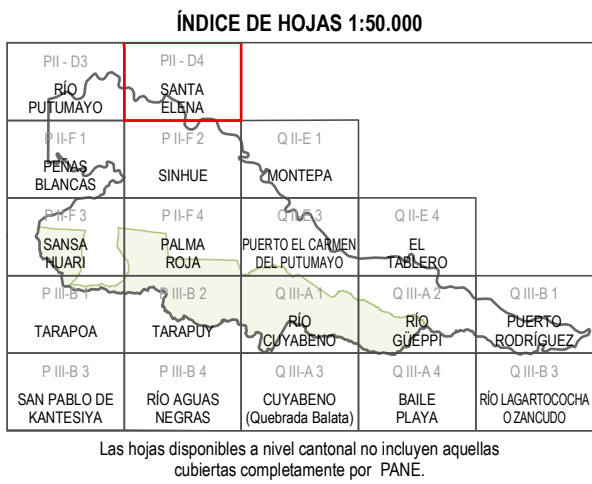 ÍNDICE DE HOJAS 1:50.000
PII - D3
RÍO
PUTUMAYO
PII - D4
SANTA
ELENA
P II-F 1
PEÑAS
BLANCAS
P II-F 2
SINHUE
Q II-E 1
MONTEPA
P II-F 3
SANSA
HUARI
P II-F 4
PALMA
ROJA
Q II-E 3
PUERTO EL CARMEN
DEL PUTUMAYO
Q II-E 4
EL
TABLERO
P III-B 1
TARAPOA
P III-B 2
TARAPUY
Q III-A 1
RÍO
CUYABENO
Q III-A 2
RÍO
GÜEPPI
Q III-B 1
PUERTO
RODRÍGUEZ
P III-B 3
SAN PABLO DE
KANTESIYA
P III-B 4
RÍO AGUAS
NEGRAS
Q III-A 3
CUYABENO
(Quebrada Balata)
Q III-A 4
BAILE
PLAYA
Q III-B 3
RÍO LAGARTOCOCHA
O ZANCUDO
Las hojas disponibles a nivel cantonal no incluyen aquellas
cubiertas completamente por PANE.